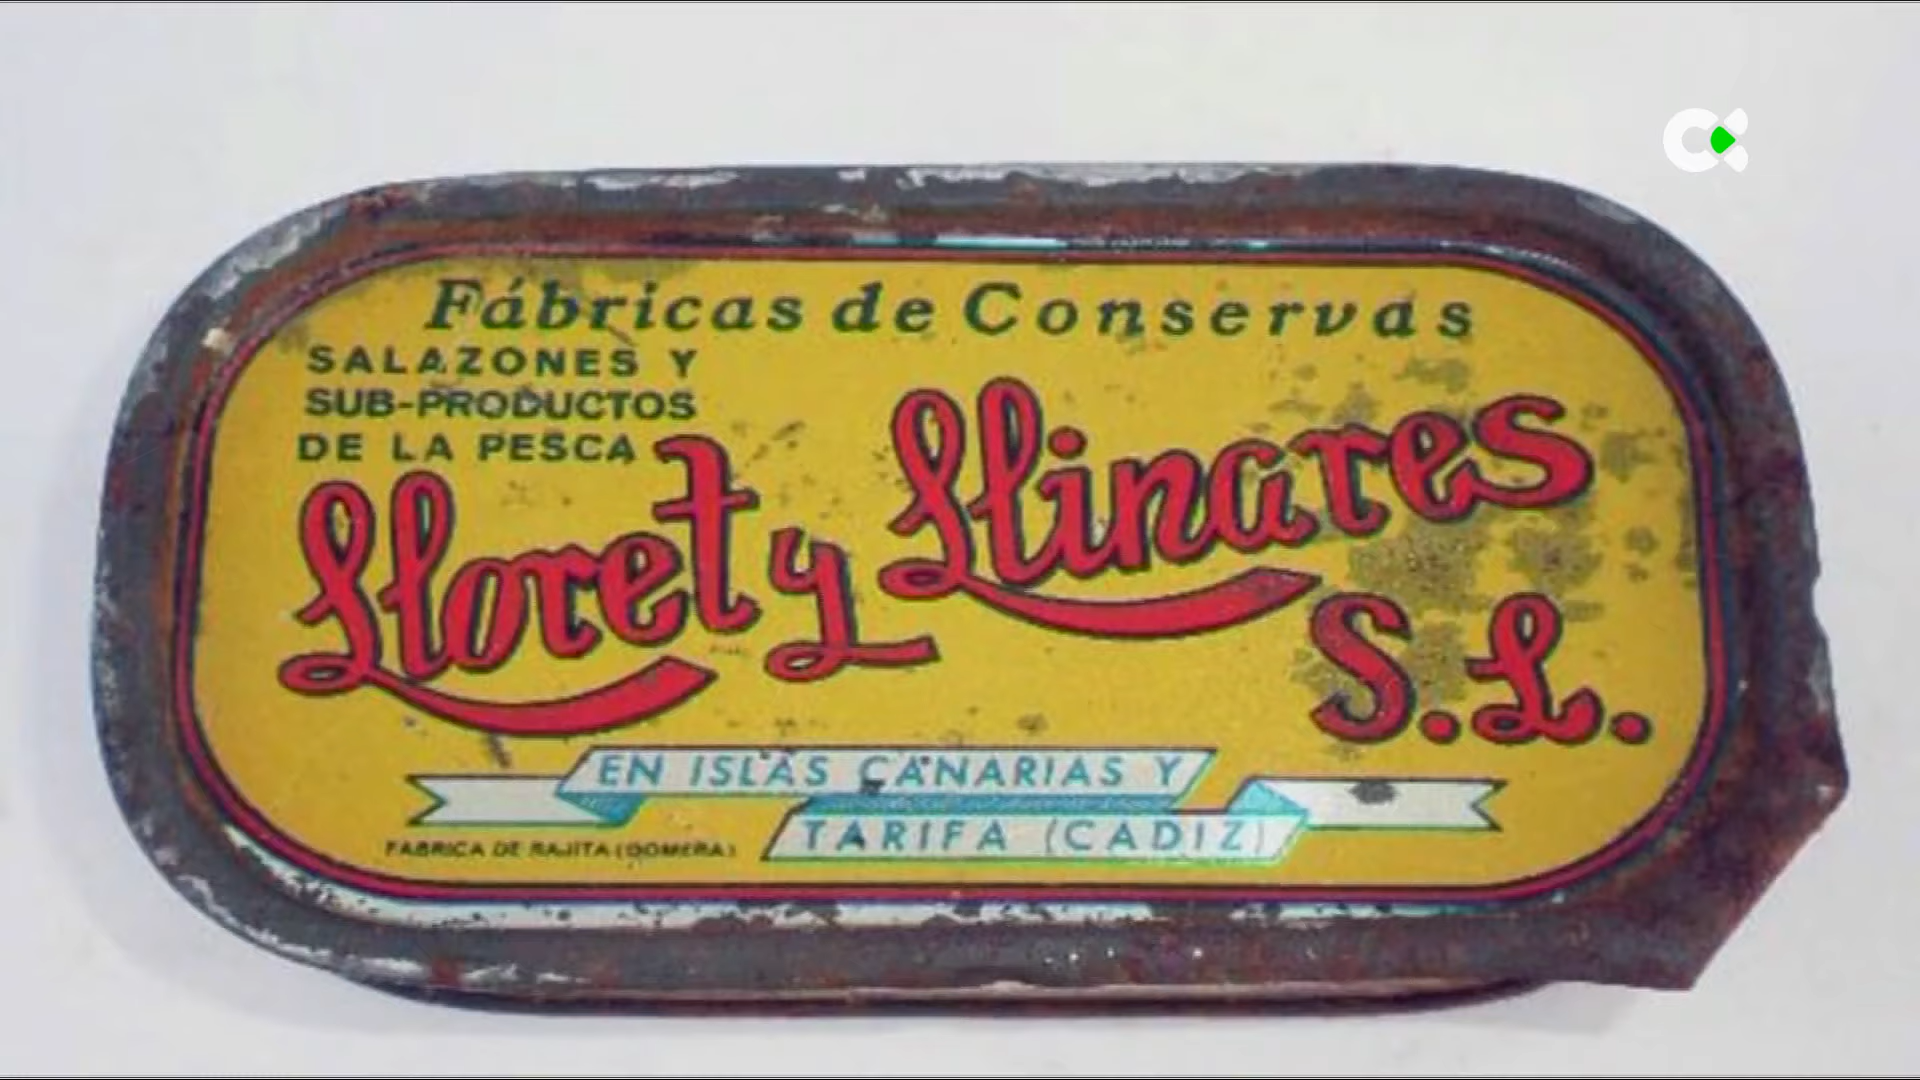 Fábricas de Conservas
SALAZONES Y
SUB-PRODUCTOS
DE LA PESCA
Lloret y Llinares
S.L.
EN ISLAS CANARIAS Y
TARIFA (CADIZ)
FABRICA DE RAJITA (GOMERA)